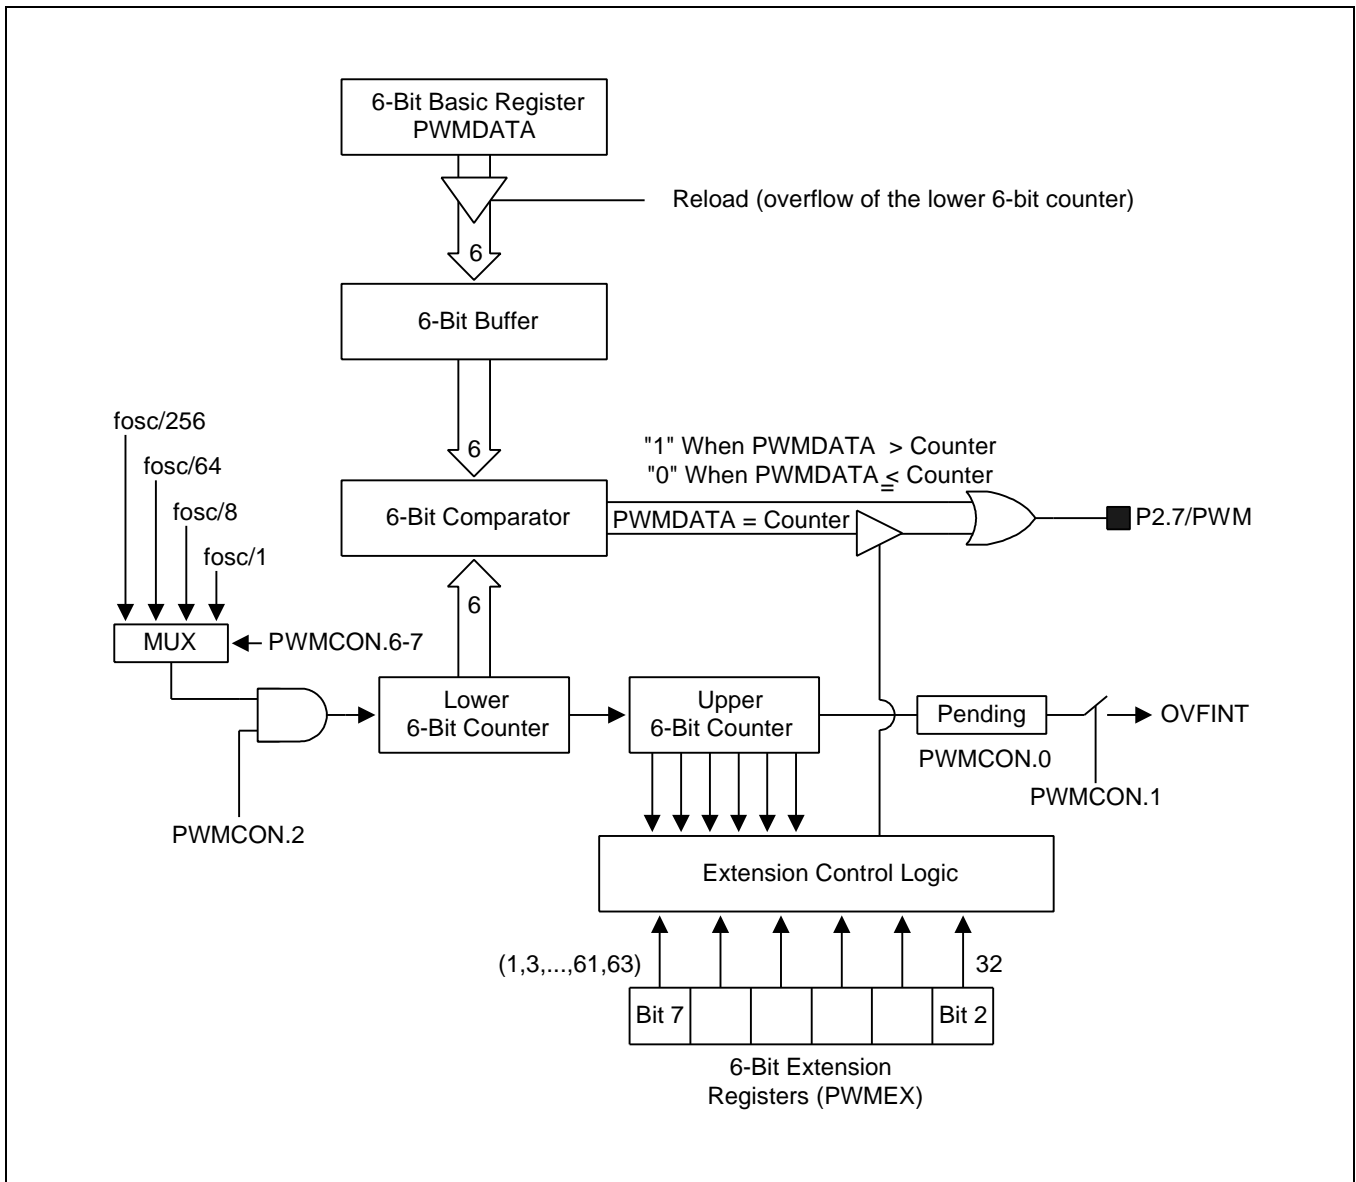 6-Bit Basic Register
PWMDATA
Reload (overflow of the lower 6-bit counter)
6
6-Bit Buffer
fosc/256
fosc/64
fosc/8
fosc/1
6
"1" When PWMDATA > Counter
"0" When PWMDATA ≤ Counter
6-Bit Comparator
PWMDATA = Counter
P2.7/PWM
6
MUX
PWMCON.6-7
Lower
6-Bit Counter
Upper
6-Bit Counter
Pending
OVFINT
PWMCON.0
PWMCON.1
PWMCON.2
Extension Control Logic
(1,3,...,61,63)
32
Bit 7
Bit 2
6-Bit Extension
Registers (PWMEX)